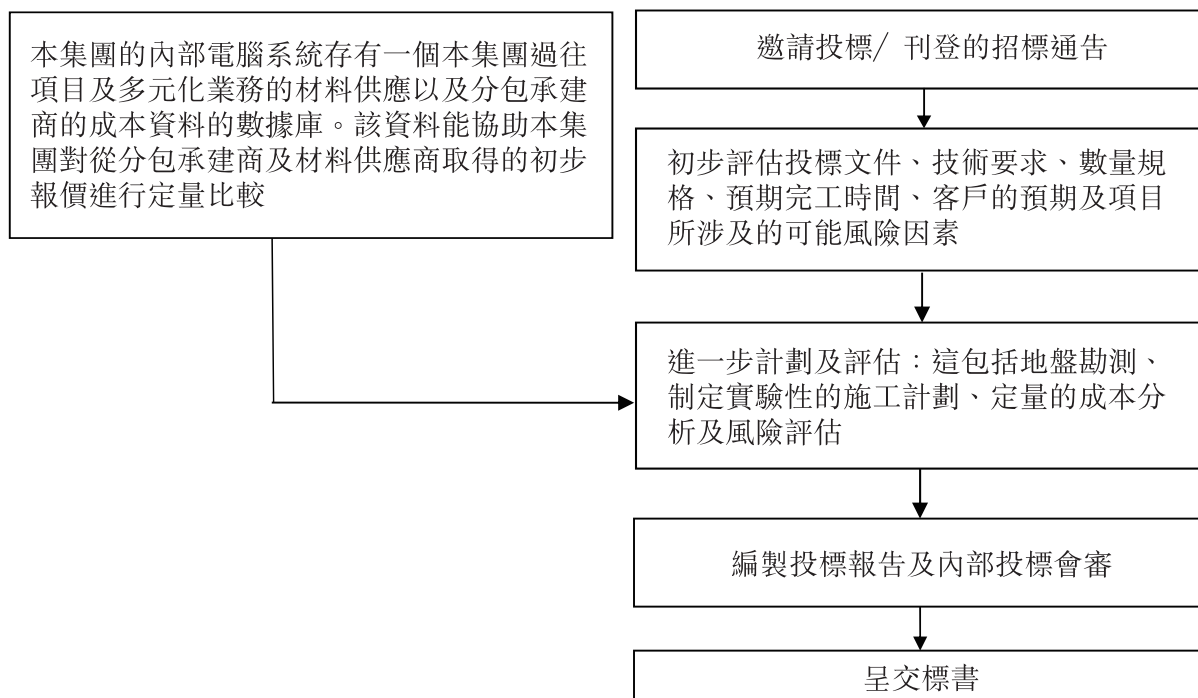 本集團的內部電腦系統存有一個本集團過往
項目及多元化業務的材料供應以及分包承建
商的成本資料的數據庫。該資料能協助本集
團對從分包承建商及材料供應商取得的初步
報價進行定量比較
邀請投標/ 刊登的招標通告
初步評估投標文件、技術要求、數量規
格、預期完工時間、客戶的預期及項目
所涉及的可能風險因素
進一步計劃及評估：這包括地盤勘測、
制定實驗性的施工計劃、定量的成本分
析及風險評估
編製投標報告及內部投標會審
呈交標書